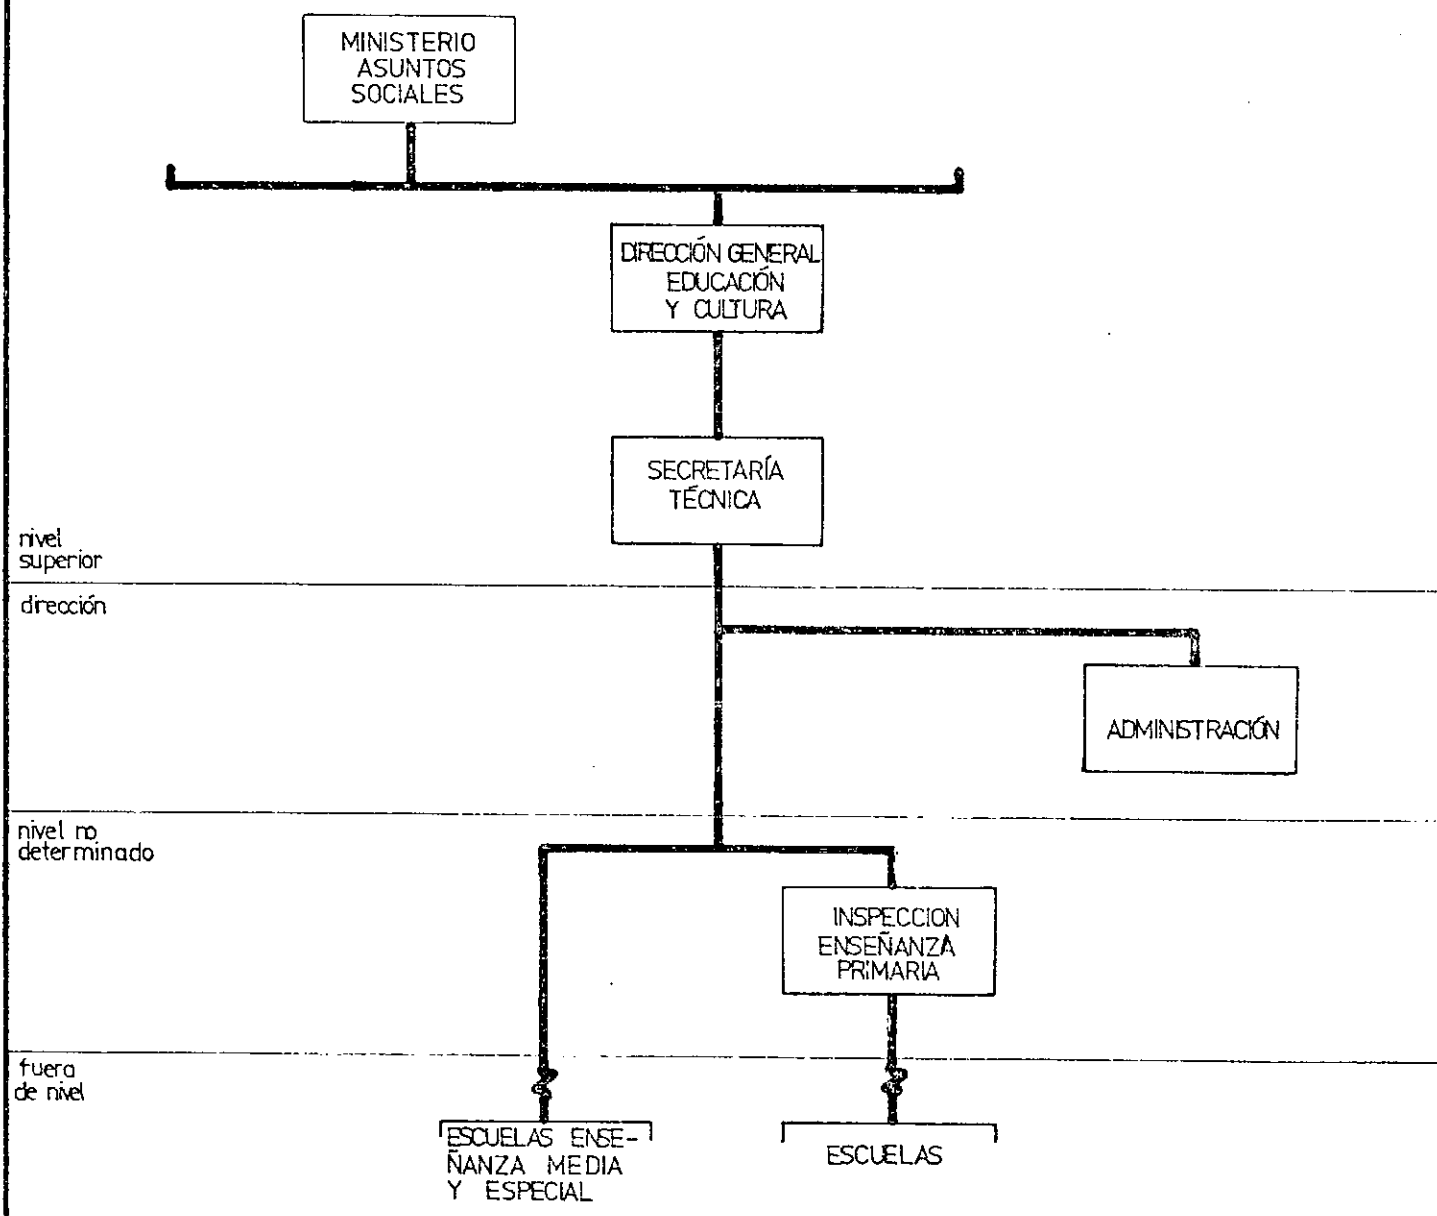 MINISTERIO
ASUNTOS
SOCIALES
DIRECCIÓN GENERAL
EDUCACIÓN
Y CULTURA
SECRETARÍA
TÉCNICA
nivel
superior
dirección
ADMINISTRACIÓN
nivel no
determinado
INSPECCION
ENSEÑANZA
PRIMARIA
fuera
de nivel
ESCUELAS ENSE-
ÑANZA MEDIA
Y ESPECIAL
ESCUELAS